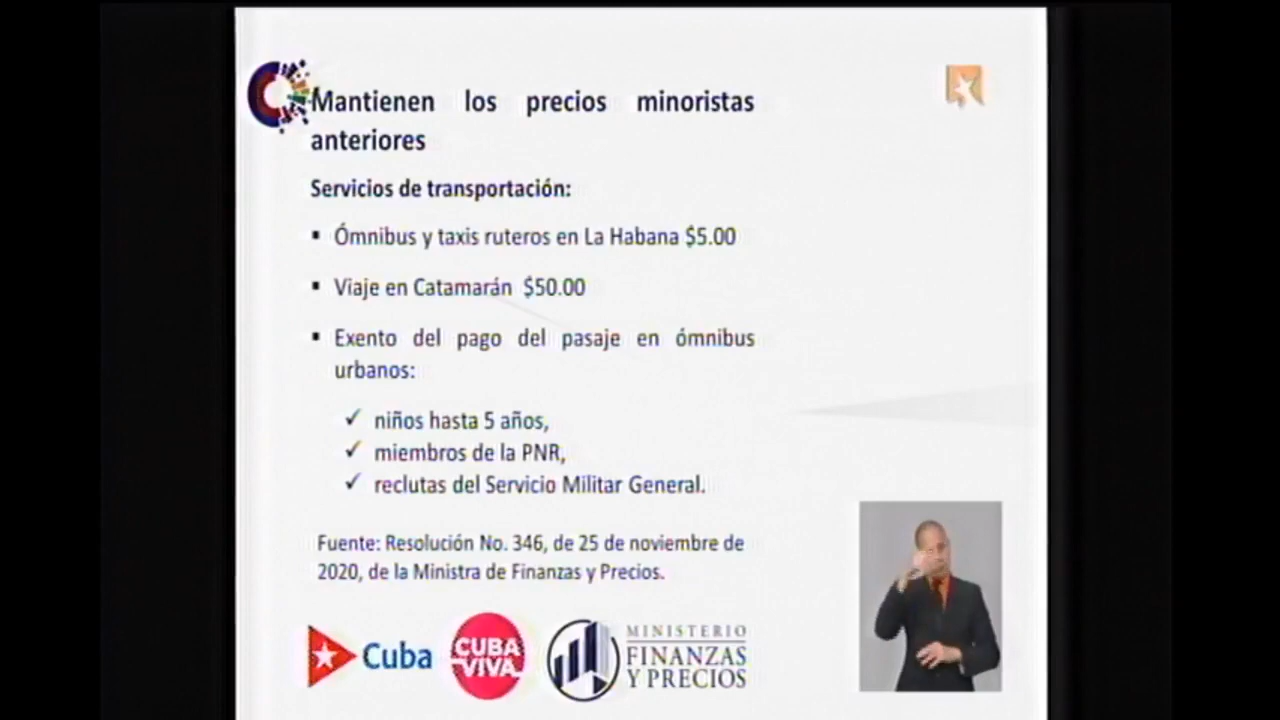 Mantienen los precios minoristas
anteriores
Servicios de transportación:
▪ Ómnibus y taxis ruteros en La Habana $5.00
▪ Viaje en Catamarán $50.00
▪ Exento del pago del pasaje en ómnibus
urbanos:
✓ niños hasta 5 años,
✓ miembros de la PNR,
✓ reclutas del Servicio Militar General.
Fuente: Resolución No. 346, de 25 de noviembre de
2020, de la Ministra de Finanzas y Precios.
Cuba
CUBA
VIVA
MINISTERIO
FINANZAS
Y PRECIOS